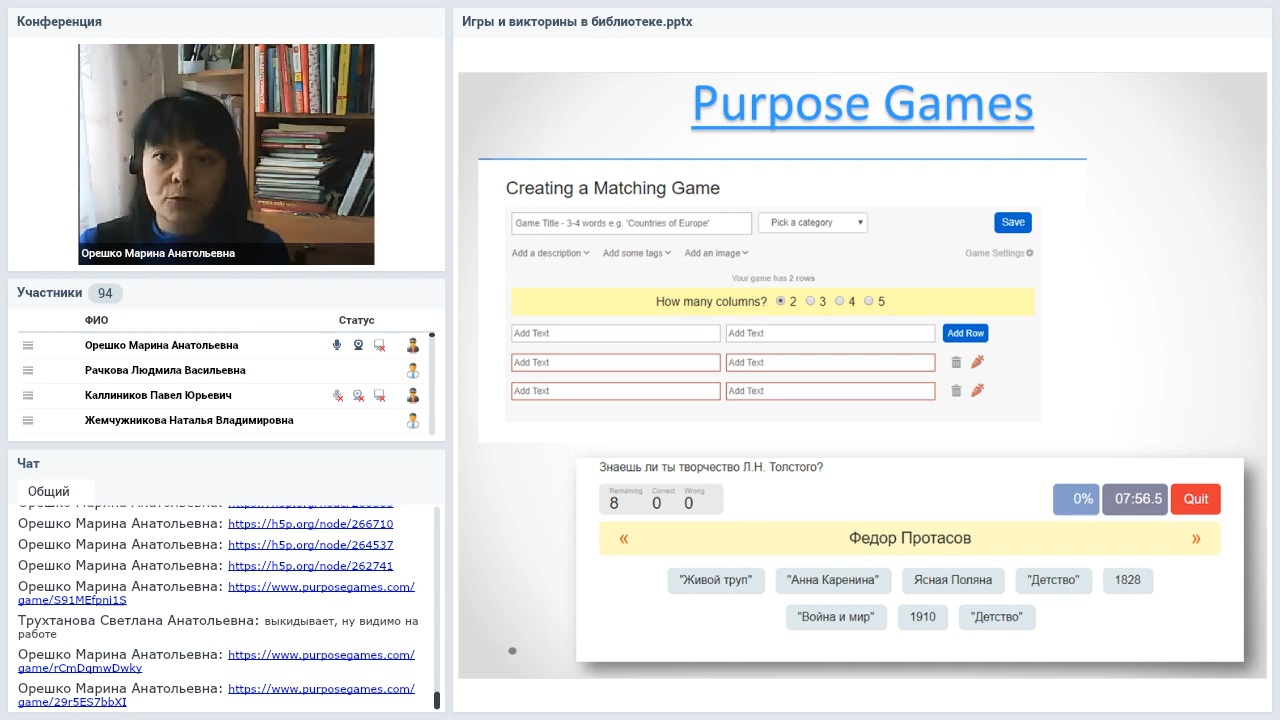 Конференция
Орешко Марина Анатольевна
Участники 94
ФИО Статус
Орешко Марина Анатольевна
Рачкова Людмила Васильевна
Каллиников Павел Юрьевич
Жемчужникова Наталья Владимировна
Чат
Общий
Орешко Марина Анатольевна: https://h5p.org/node/266710
Орешко Марина Анатольевна: https://h5p.org/node/264537
Орешко Марина Анатольевна: https://h5p.org/node/262741
Орешко Марина Анатольевна: https://www.purposegames.com/
game/S91MEfpni1S
Трухтанова Светлана Анатольевна: выкидывает, ну видимо на
работе
Орешко Марина Анатольевна: https://www.purposegames.com/
game/rCmDqmwDwky
Орешко Марина Анатольевна: https://www.purposegames.com/
game/29r5ES7bbXI
Игры и викторины в библиотеке.pptx
Purpose Games
Creating a Matching Game
Game Title - 3-4 words e.g. 'Countries of Europe' Pick a category Save
Add a description Add some tags Add an image Game Settings
Your game has 2 rows
How many columns? 2 3 4 5
Add Text Add Text Add Row
Add Text Add Text
Add Text Add Text
Знаешь ли ты творчество Л.Н. Толстого?
Remaining Correct Wrong
8 0 0 0% 07:56.5 Quit
« Федор Протасов »
"Живой труп" "Анна Каренина" Ясная Поляна "Детство" 1828
"Война и мир" 1910 "Детство"